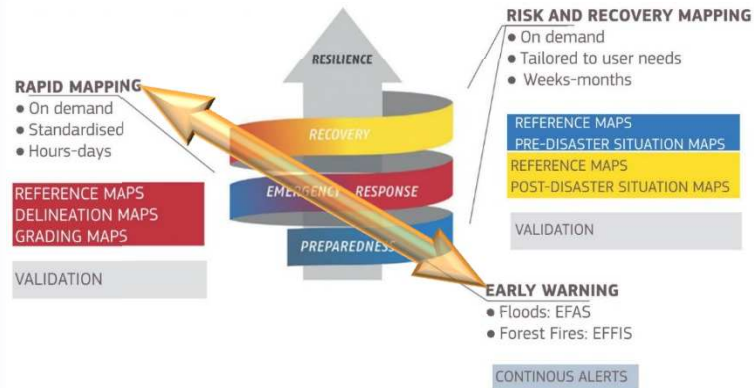 RISK AND RECOVERY MAPPING
● On demand
● Tailored to user needs
● Weeks-months
RESILIENCE
RAPID MAPPING
● On demand
● Standardised
● Hours-days
RECOVERY
REFERENCE MAPS
PRE-DISASTER SITUATION MAPS
REFERENCE MAPS
POST-DISASTER SITUATION MAPS
EMERGENCY RESPONSE
REFERENCE MAPS
DELINEATION MAPS
GRADING MAPS
VALIDATION
PREPAREDNESS
VALIDATION
EARLY WARNING
● Floods: EFAS
● Forest Fires: EFFIS
CONTINOUS ALERTS